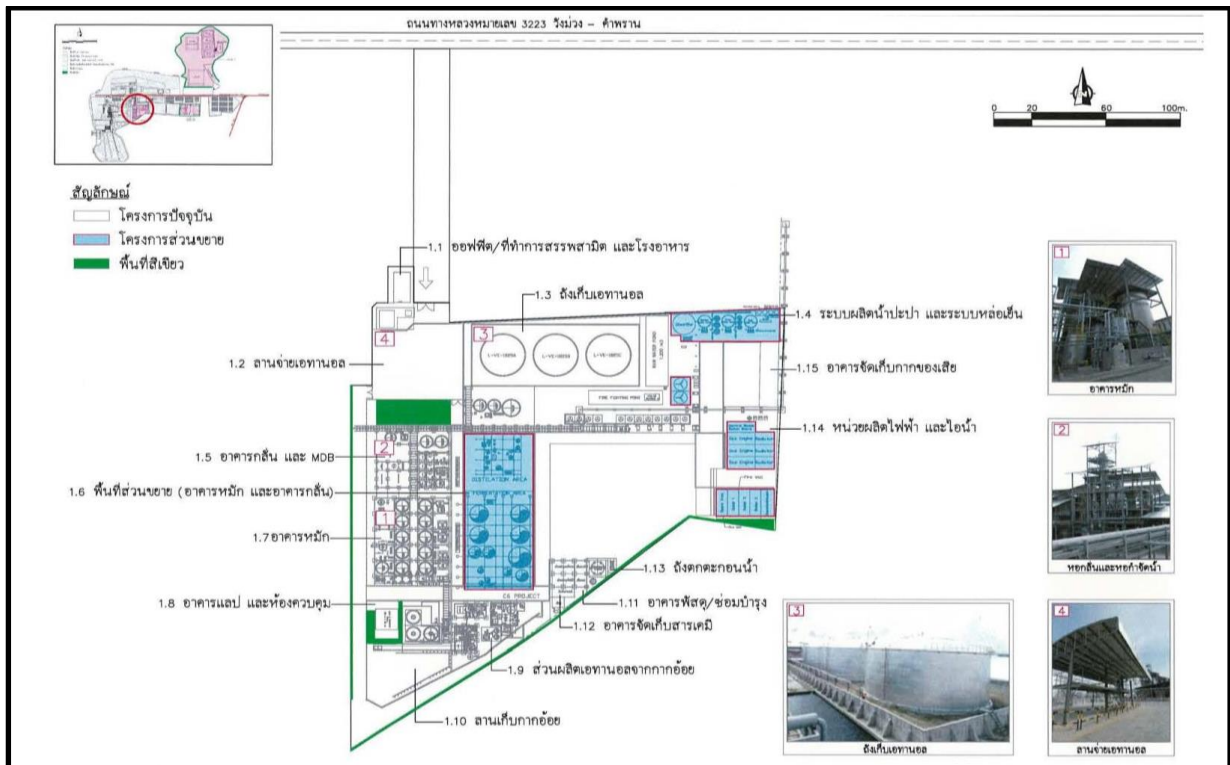 ถนนทางหลวงหมายเลข 3223 วังม่วง – คำพราน
0 20 60 100m.
สัญลักษณ์
โครงการปัจจุบัน
โครงการส่วนขยาย
พื้นที่สีเขียว
1.1 ออฟฟิต/ที่ทำการสรรพสามิต และโรงอาหาร
1.3 ถังเก็บเอทานอล
1.4 ระบบผลิตน้ำประปา และระบบหล่อเย็น
1.2 ลานจ่ายเอทานอล
1.15 อาคารจัดเก็บกากของเสีย
1.14 หน่วยผลิตไฟฟ้า และไอน้ำ
1.5 อาคารกลั่น และ MDB
1.6 พื้นที่ส่วนขยาย (อาคารหมัก และอาคารกลั่น)
DISTILATION AREA
FERMENTATION AREA
FIRE FIGHTING POND
1.7อาคารหมัก
1.13 ถังตกตะกอนน้ำ
1.8 อาคารแลป และห้องควบคุม
C6 PROJECT
1.11 อาคารพัสดุ/ซ่อมบำรุง
1.12 อาคารจัดเก็บสารเคมี
1.9 ส่วนผลิตเอทานอลจากกากอ้อย
1.10 ลานเก็บกากอ้อย
4
3
2
1
1
อาคารหมัก
2
หอกลั่นและหอกำจัดน้ำ
3
ถังเก็บเอทานอล
4
ลานจ่ายเอทานอล